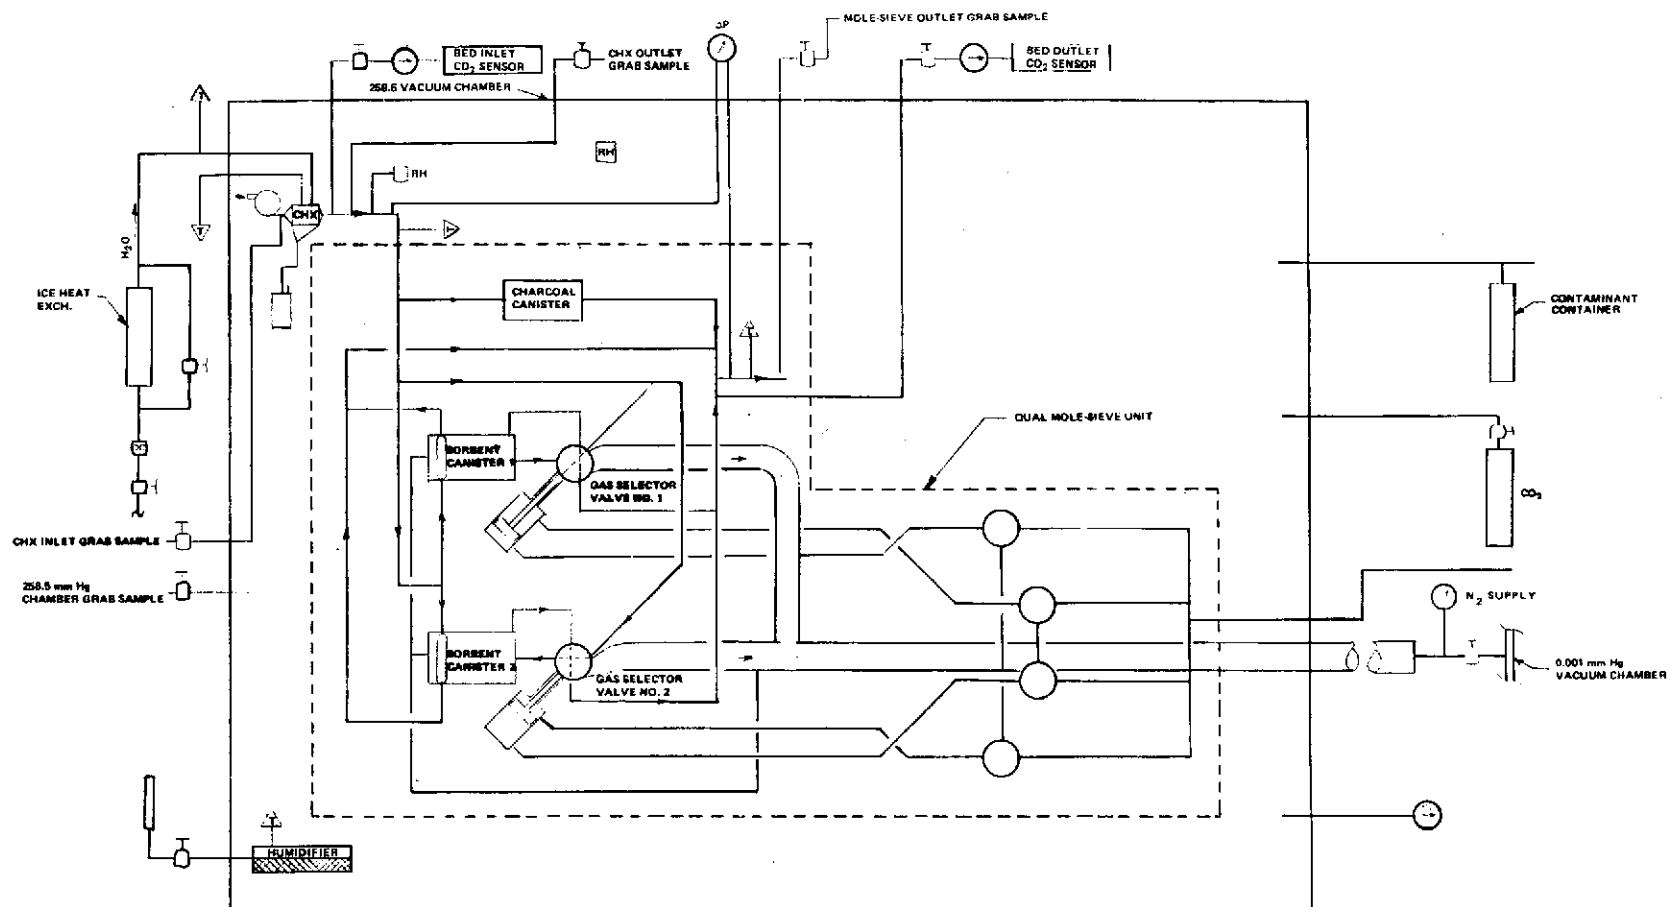 MOLE-SIEVE OUTLET GRAB SAMPLE
ΔP
BED INLET
CO₂ SENSOR
CHX OUTLET
GRAB SAMPLE
BED OUTLET
CO₂ SENSOR
258.5 VACUUM CHAMBER
T
RH
RH
CHX
T
T
H₂O
ICE HEAT
EXCH.
CHARCOAL
CANISTER
CONTAMINANT
CONTAINER
T
DUAL MOLE-SIEVE UNIT
SORBENT
CANISTER 1
GAS SELECTOR
VALVE NO. 1
CO₂
CHX INLET GRAB SAMPLE
258.5 mm Hg
CHAMBER GRAB SAMPLE
N₂ SUPPLY
SORBENT
CANISTER 2
GAS SELECTOR
VALVE NO. 2
0.001 mm Hg
VACUUM CHAMBER
T
HUMIDIFIER